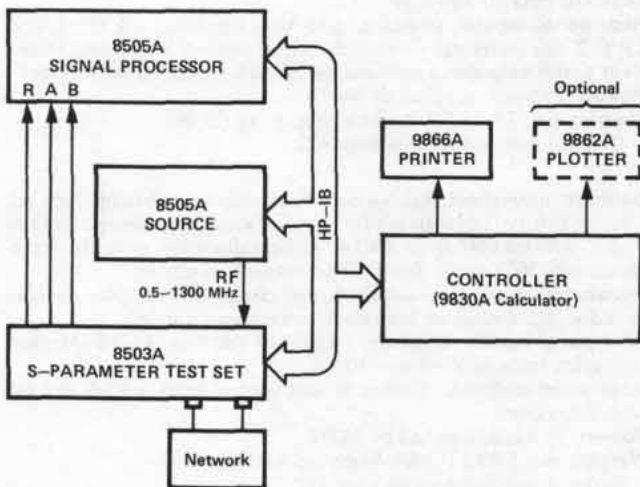 8505A
SIGNAL PROCESSOR
R A B
Optional
9866A
PRINTER
9862A
PLOTTER
8505A
SOURCE
HP-IB
RF
0.5–1300 MHz
CONTROLLER
(9830A Calculator)
8503A
S–PARAMETER TEST SET
Network